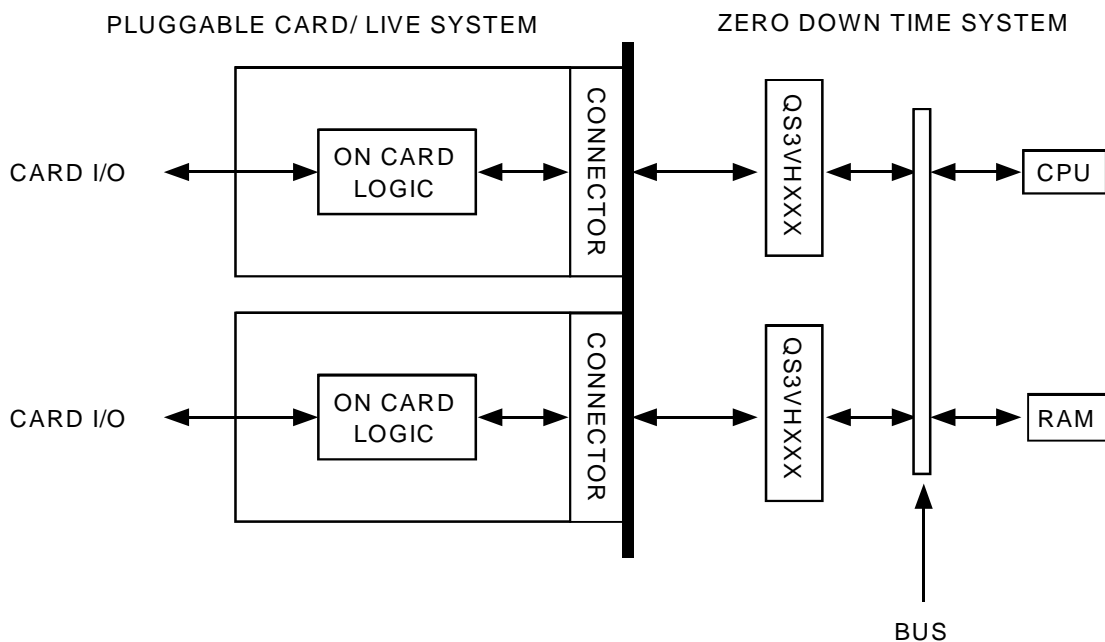 PLUGGABLE CARD/ LIVE SYSTEM
ZERO DOWN TIME SYSTEM
CARD I/O
ON CARD
LOGIC
CONNECTOR
QS3VHXXX
CPU
CARD I/O
ON CARD
LOGIC
CONNECTOR
QS3VHXXX
RAM
BUS